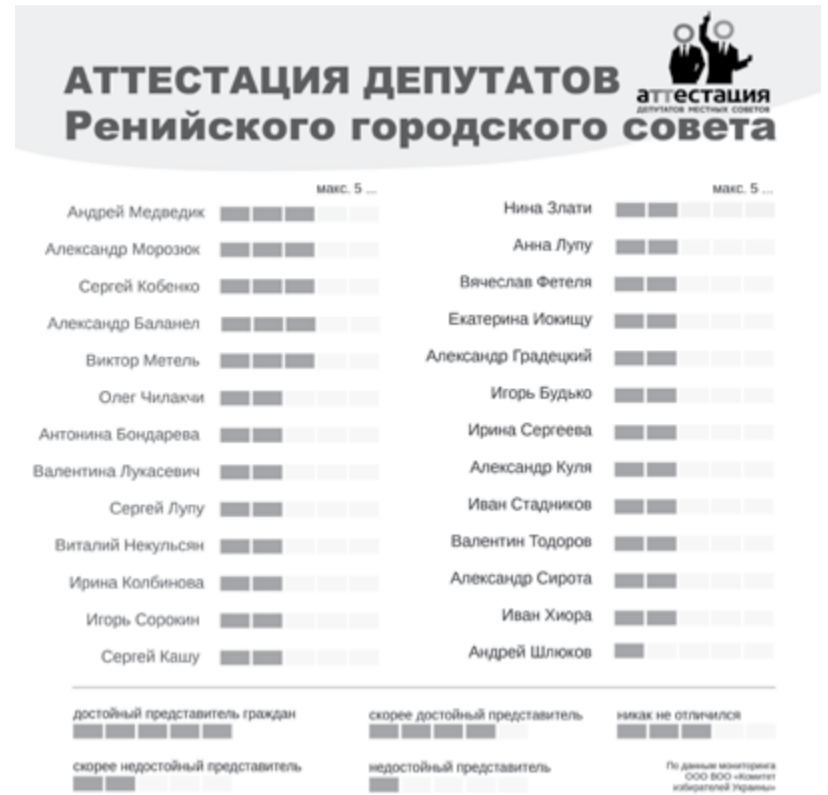 АТТЕСТАЦИЯ ДЕПУТАТОВ
Ренийского городского совета
аттестация
ДЕПУТАТОВ МЕСТНЫХ СОВЕТОВ
макс. 5 ...
Андрей Медведик
Александр Морозюк
Сергей Кобенко
Александр Баланел
Виктор Метель
Олег Чилакчи
Антонина Бондарева
Валентина Лукасевич
Сергей Лупу
Виталий Некульсян
Ирина Колбинова
Игорь Сорокин
Сергей Кашу
макс. 5 ...
Нина Злати
Анна Лупу
Вячеслав Фетеля
Екатерина Иокищу
Александр Градецкий
Игорь Будько
Ирина Сергеева
Александр Куля
Иван Стадников
Валентин Тодоров
Александр Сирота
Иван Хиора
Андрей Шлюков
достойный представитель граждан
скорее достойный представитель
никак не отличился
скорее недостойный представитель
недостойный представитель
По данным мониторинга
ООО ВОО «Комитет
избирателей Украины»